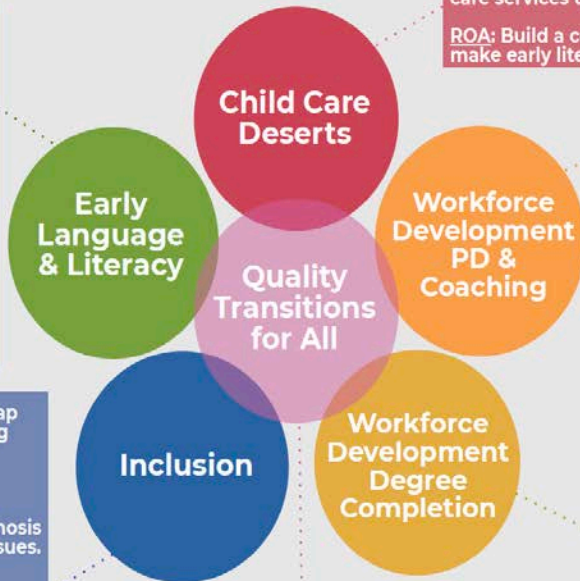 ROA: Build a c
make early lite
Child Care
Deserts
Early
Language
& Literacy
Workforce
Development
PD &
Coaching
Quality
Transitions
for All
Inclusion
Workforce
Development
Degree
Completion
ap
g
nosis
sues.